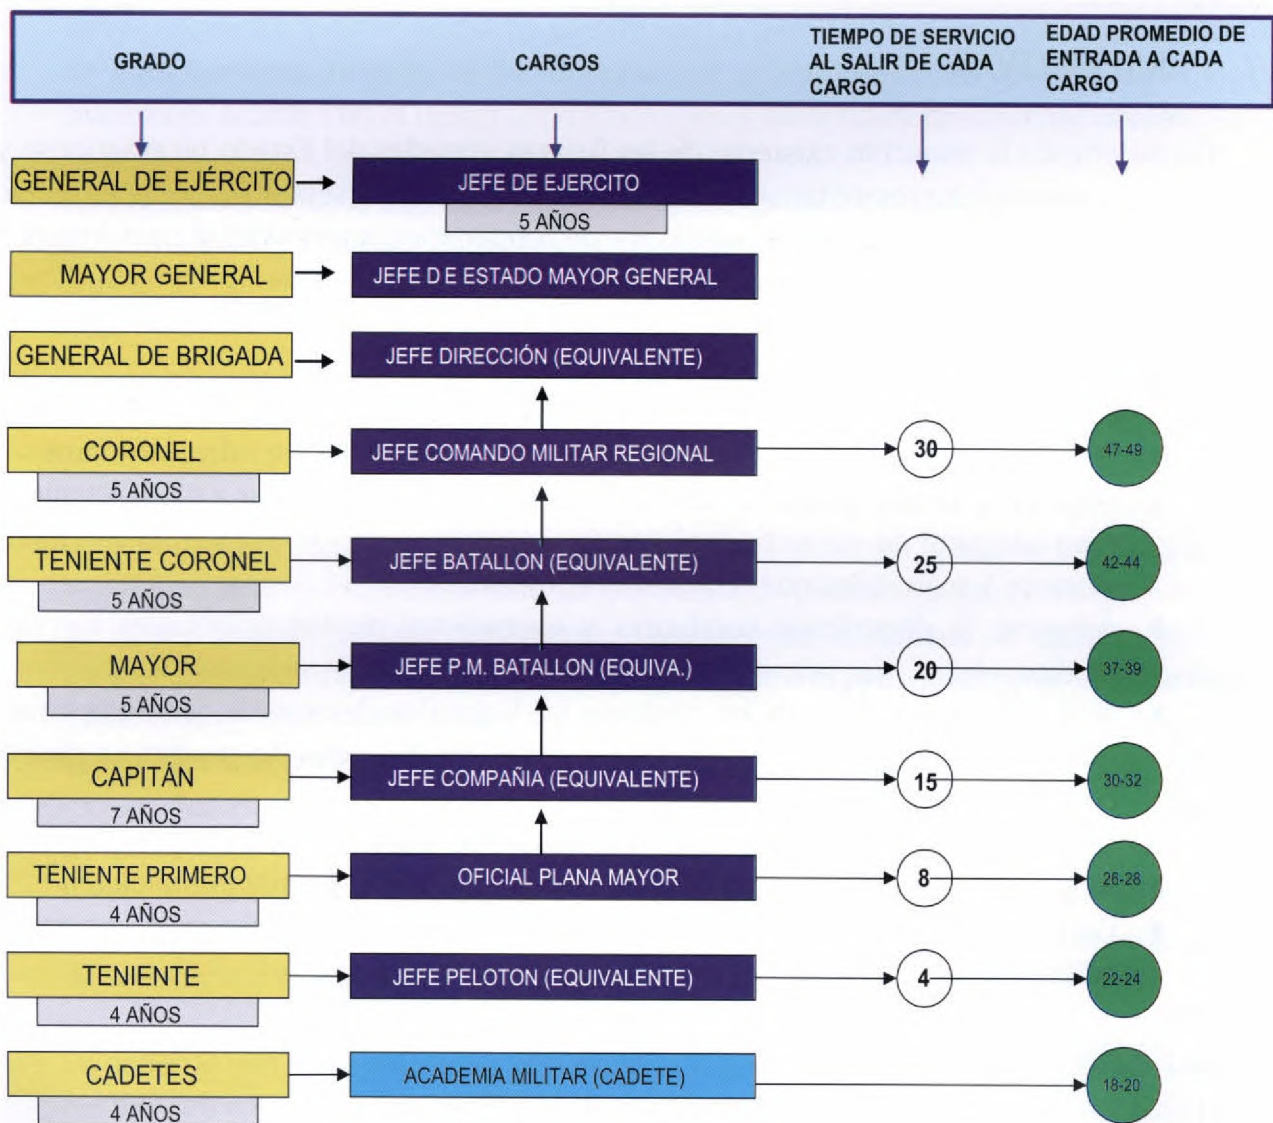 GRADO
CARGOS
TIEMPO DE SERVICIO
AL SALIR DE CADA
CARGO
EDAD PROMEDIO DE
ENTRADA A CADA
CARGO
GENERAL DE EJÉRCITO
JEFE DE EJERCITO
5 AÑOS
MAYOR GENERAL
JEFE D E ESTADO MAYOR GENERAL
GENERAL DE BRIGADA
JEFE DIRECCIÓN (EQUIVALENTE)
CORONEL
5 AÑOS
JEFE COMANDO MILITAR REGIONAL
30
47-49
TENIENTE CORONEL
5 AÑOS
JEFE BATALLON (EQUIVALENTE)
25
42-44
MAYOR
5 AÑOS
JEFE P.M. BATALLON (EQUIVA.)
20
37-39
CAPITÁN
7 AÑOS
JEFE COMPAÑIA (EQUIVALENTE)
15
30-32
TENIENTE PRIMERO
4 AÑOS
OFICIAL PLANA MAYOR
8
26-28
TENIENTE
4 AÑOS
JEFE PELOTON (EQUIVALENTE)
4
22-24
CADETES
4 AÑOS
ACADEMIA MILITAR (CADETE)
18-20